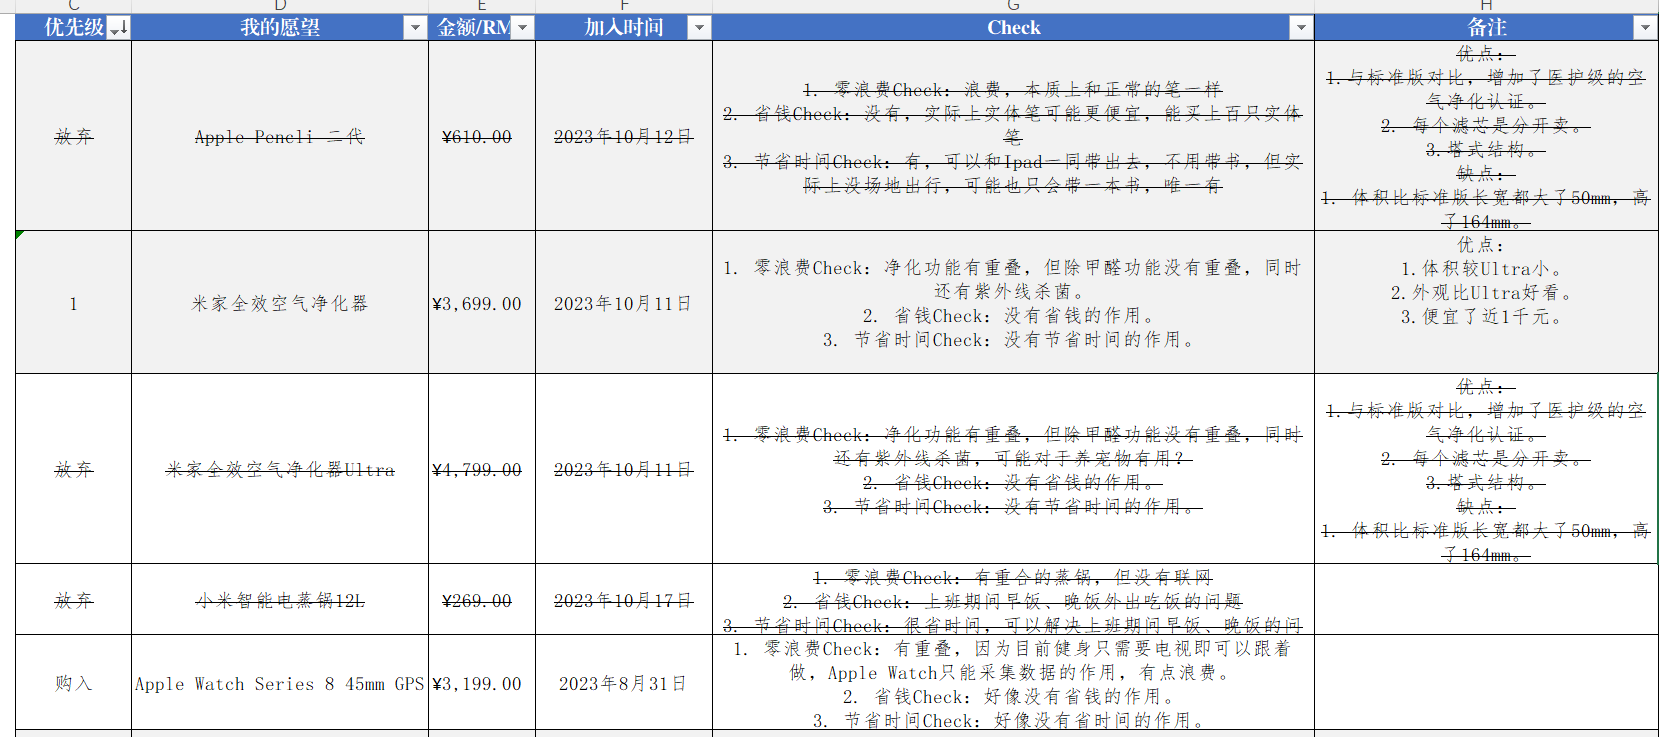 C D E F G H
优先级 我的愿望 金额/RM 加入时间 Check 备注
放弃
Apple Pencli 二代
¥610.00
2023年10月12日
1. 零浪费Check：浪费，本质上和正常的笔一样
2. 省钱Check：没有，实际上实体笔可能更便宜，能买上百只实体
笔
3. 节省时间Check：有，可以和Ipad一同带出去，不用带书，但实
际上没场地出行，可能也只会带一本书，唯一有
优点：
1.与标准版对比，增加了医护级的空
气净化认证。
2. 每个滤芯是分开卖。
3.塔式结构。
缺点：
1. 体积比标准版长宽都大了50mm，高
了164mm。
1
米家全效空气净化器
¥3,699.00
2023年10月11日
1. 零浪费Check：净化功能有重叠，但除甲醛功能没有重叠，同时
还有紫外线杀菌。
2. 省钱Check：没有省钱的作用。
3. 节省时间Check：没有节省时间的作用。
优点：
1.体积较Ultra小。
2.外观比Ultra好看。
3.便宜了近1千元。
放弃
米家全效空气净化器Ultra
¥4,799.00
2023年10月11日
1. 零浪费Check：净化功能有重叠，但除甲醛功能没有重叠，同时
还有紫外线杀菌，可能对于养宠物有用？
2. 省钱Check：没有省钱的作用。
3. 节省时间Check：没有节省时间的作用。
优点：
1.与标准版对比，增加了医护级的空
气净化认证。
2. 每个滤芯是分开卖。
3.塔式结构。
缺点：
1. 体积比标准版长宽都大了50mm，高
了164mm。
放弃
小米智能电蒸锅12L
¥269.00
2023年10月17日
1. 零浪费Check：有重合的蒸锅，但没有联网
2. 省钱Check：上班期间早饭、晚饭外出吃饭的问题
3. 节省时间Check：很省时间，可以解决上班期间早饭、晚饭的问
购入
Apple Watch Series 8 45mm GPS
¥3,199.00
2023年8月31日
1. 零浪费Check：有重叠，因为目前健身只需要电视即可以跟着
做，Apple Watch只能采集数据的作用，有点浪费。
2. 省钱Check：好像没有省钱的作用。
3. 节省时间Check：好像没有省时间的作用。